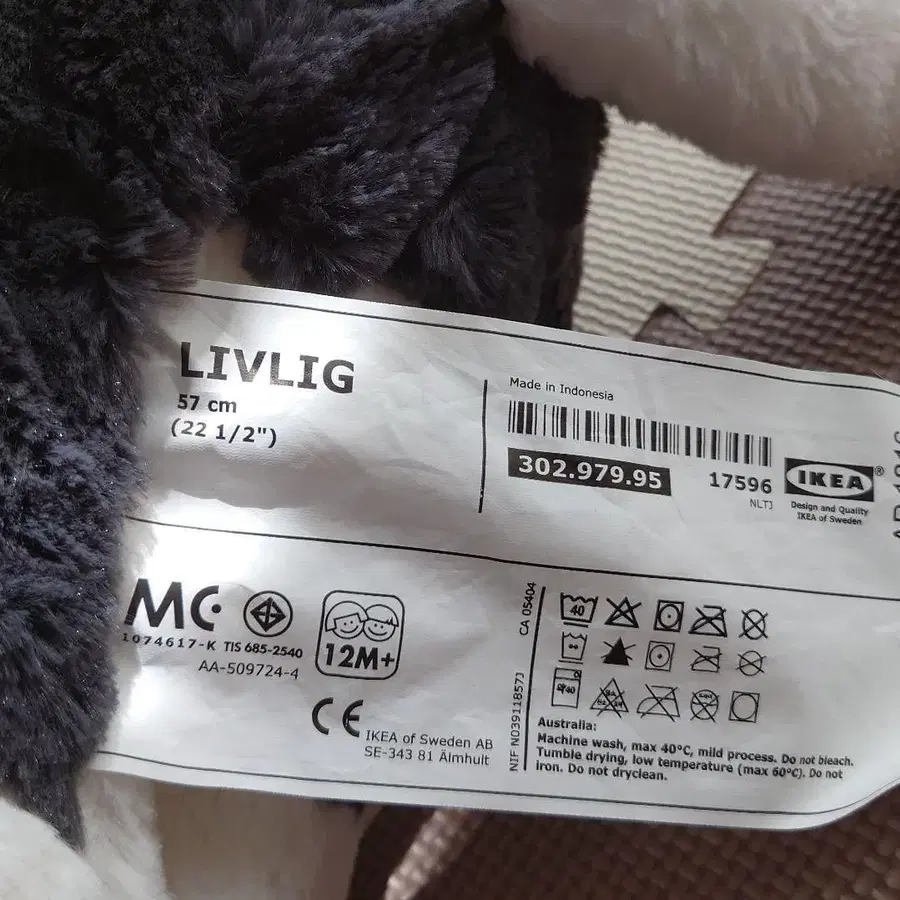 LIVLIG
57 cm
(22 1/2")
Made in Indonesia
302.979.95
17596
NLTJ
IKEA®
Design and Quality
IKEA of Sweden
MC
1074617-K TIS 685-2540
AA-509724-4
12M+
CE
IKEA of Sweden AB
SE-343 81 Älmhult
CA 05404
NIF N039118573
40
Australia:
Machine wash, max 40°C, mild process. Do not bleach.
Tumble drying, low temperature (max 60°C). Do not
iron. Do not dryclean.